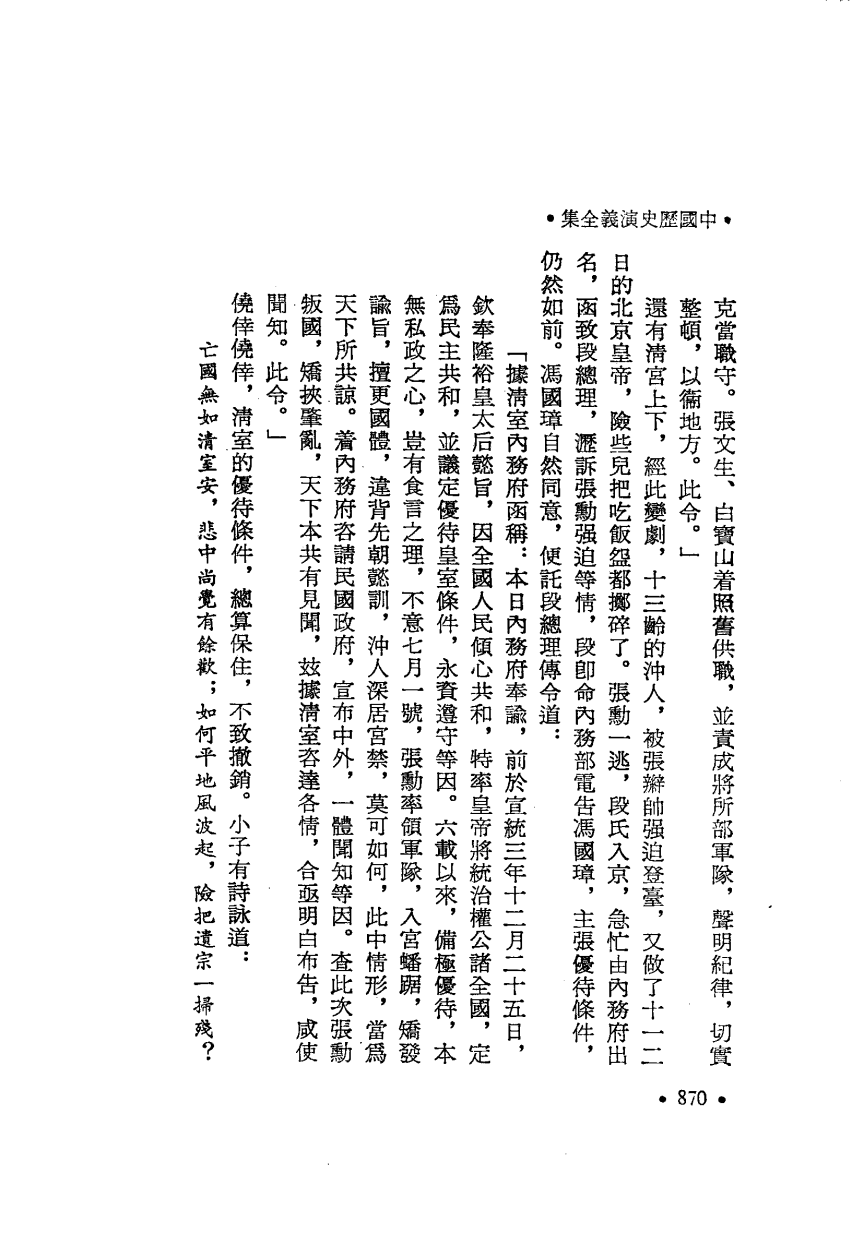 •中國歷史演義全集•
克當職守。張文生、白寶山着照舊供職，並責成將所部軍隊，聲明紀律，切實
整頓，以衞地方。此令。」
還有淸宮上下，經此變劇，十三齡的沖人，被張辮帥强迫登臺，又做了十一二
日的北京皇帝，險些兒把吃飯盌都擲碎了。張勳一逃，段氏入京，急忙由內務府出
名，函致段總理，瀝訴張勳强迫等情，段卽命內務部電告馮國璋，主張優待條件，
仍然如前。馮國璋自然同意，便託段總理傳令道：
「據淸室內務府函稱：本日內務府奉諭，前於宣統三年十二月二十五日，
欽奉隆裕皇太后懿旨，因全國人民傾心共和，特率皇帝將統治權公諸全國，定
爲民主共和，並議定優待皇室條件，永資遵守等因。六載以來，備極優待，本
無私政之心，豈有食言之理，不意七月一號，張勳率領軍隊，入宮蟠踞，矯發
諭旨，擅更國體，違背先朝懿訓，沖人深居宮禁，莫可如何，此中情形，當爲
天下所共諒。着內務府咨請民國政府，宣布中外，一體聞知等因。查此次張勳
叛國，矯挾肇亂，天下本共有見聞，玆據淸室咨達各情，合亟明白布告，咸使
聞知。此令。」
僥倖僥倖，淸室的優待條件，總算保住，不致撤銷。小子有詩詠道：
亡國無如清室安，悲中尚覺有餘歡；如何平地風波起，險把遺宗一掃殘？
• 870 •